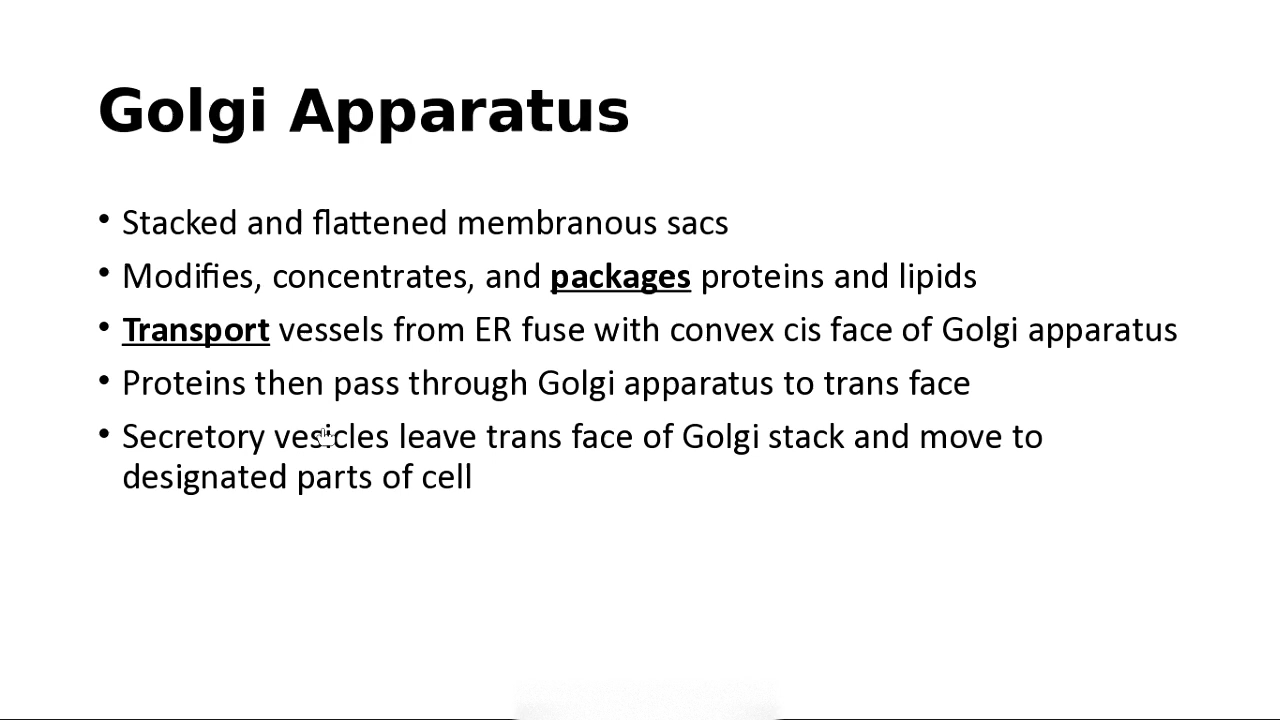 Golgi Apparatus
• Stacked and flattened membranous sacs
• Modifies, concentrates, and packages proteins and lipids
• Transport vessels from ER fuse with convex cis face of Golgi apparatus
• Proteins then pass through Golgi apparatus to trans face
• Secretory vesicles leave trans face of Golgi stack and move to
designated parts of cell